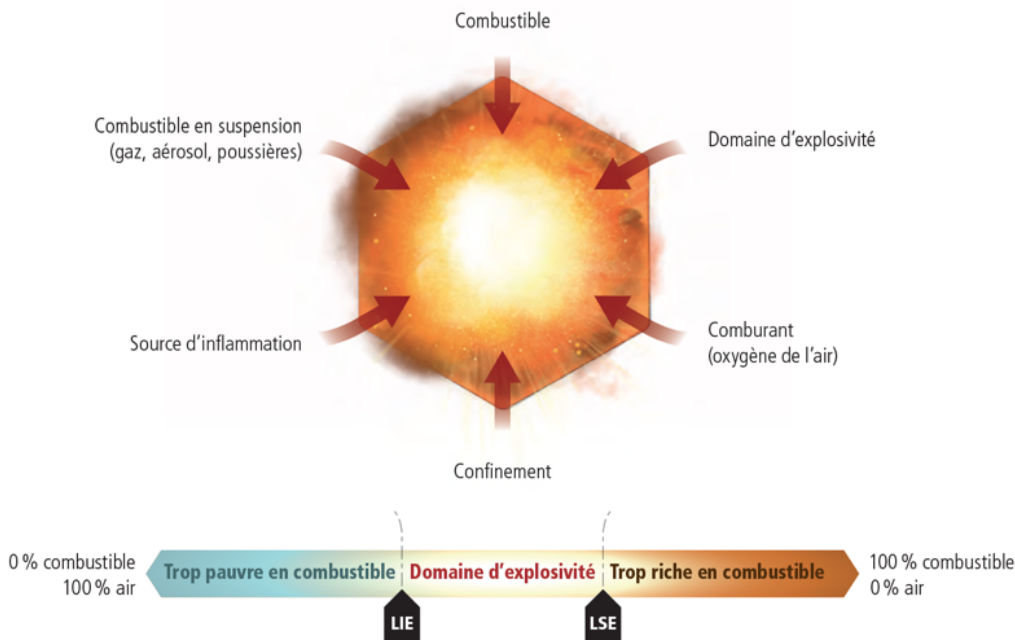 Combustible
Combustible en suspension
(gaz, aérosol, poussières)
Domaine d’explosivité
Source d’inflammation
Comburant
(oxygène de l’air)
Confinement
0 % combustible
100 % air
Trop pauvre en combustible
Domaine d’explosivité
Trop riche en combustible
100 % combustible
0 % air
LIE
LSE